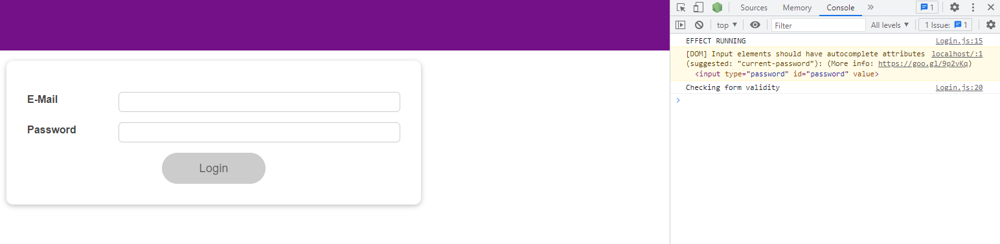 E-Mail
Password
Login
Sources Memory Console 1
top Filter All levels 1 Issue: 1
EFFECT RUNNING Login.js:15
[DOM] Input elements should have autocomplete attributes localhost/:1
(suggested: "current-password"): (More info: https://goo.gl/9p2vKq)
<input type="password" id="password" value>
Checking form validity Login.js:20